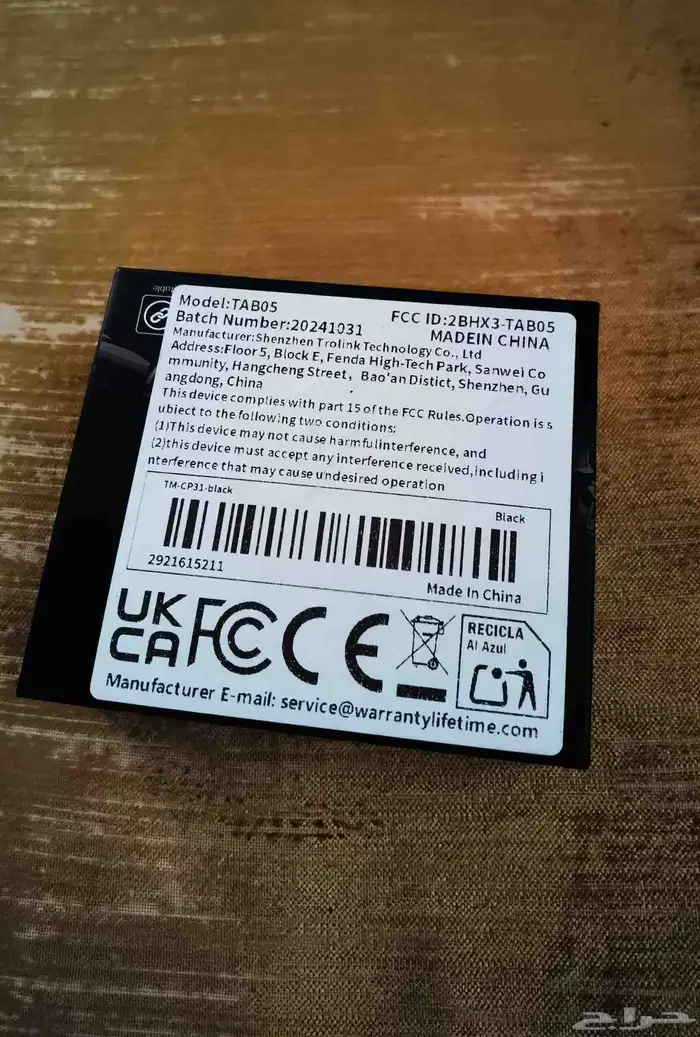 Model:TAB05
FCC ID:2BHX3-TAB05
Batch Number:20241031
MADEIN CHINA
Manufacturer:Shenzhen Trolink Technology Co., Ltd
Address:Floor 5, Block E, Fenda High-Tech Park, Sanwei Co
mmunity, Hangcheng Street, Bao'an Distict, Shenzhen, Gu
angdong, China
This device complies with part 15 of the FCC Rules.Operation is s
ubiect to the following two conditions:
(1)This device may not cause harmfulinterference, and
(2)this device must accept any interference received,including i
nterference that may cause undesired operation
TM-CP31-black
Black
2921615211
Made In China
UK
CA
FCC
CE
RECICLA
Al Azul
Manufacturer E-mail: service@warrantylifetime.com
حراج